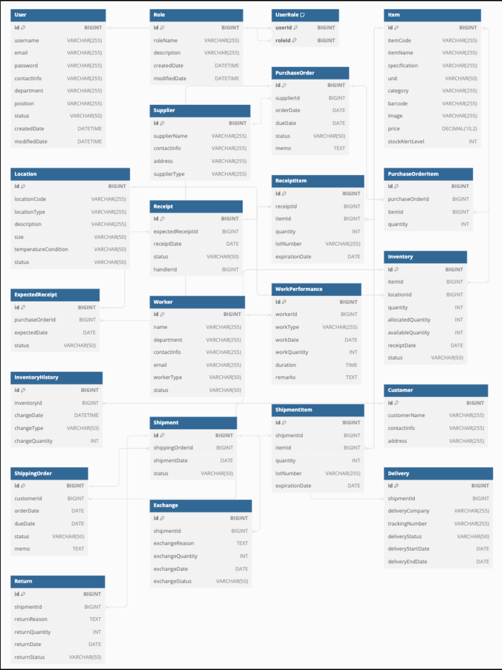 User
id BIGINT
username VARCHAR(255)
email VARCHAR(255)
password VARCHAR(255)
contactInfo VARCHAR(255)
department VARCHAR(255)
position VARCHAR(255)
status VARCHAR(50)
createdDate DATETIME
modifiedDate DATETIME
Role
id BIGINT
roleName VARCHAR(255)
description VARCHAR(255)
createdDate DATETIME
modifiedDate DATETIME
UserRole
userId BIGINT
roleId BIGINT
Item
id BIGINT
itemCode VARCHAR(255)
itemName VARCHAR(255)
specification VARCHAR(255)
unit VARCHAR(50)
category VARCHAR(255)
barcode VARCHAR(255)
image VARCHAR(255)
price DECIMAL(10,2)
stockAlertLevel INT
PurchaseOrder
id BIGINT
supplierId BIGINT
orderDate DATE
dueDate DATE
status VARCHAR(50)
memo TEXT
Supplier
id BIGINT
supplierName VARCHAR(255)
contactInfo VARCHAR(255)
address VARCHAR(255)
supplierType VARCHAR(255)
Location
id BIGINT
locationCode VARCHAR(255)
locationType VARCHAR(255)
description VARCHAR(255)
size VARCHAR(50)
temperatureCondition VARCHAR(50)
status VARCHAR(50)
Receipt
id BIGINT
expectedReceiptId BIGINT
receiptDate DATE
status VARCHAR(50)
handlerId BIGINT
ReceiptItem
id BIGINT
receiptId BIGINT
itemId BIGINT
quantity INT
lotNumber VARCHAR(255)
expirationDate DATE
PurchaseOrderItem
id BIGINT
purchaseOrderId BIGINT
itemId BIGINT
quantity INT
Inventory
id BIGINT
itemId BIGINT
locationId BIGINT
quantity INT
allocatedQuantity INT
availableQuantity INT
receiptDate DATE
status VARCHAR(50)
ExpectedReceipt
id BIGINT
purchaseOrderId BIGINT
expectedDate DATE
status VARCHAR(50)
Worker
id BIGINT
name VARCHAR(255)
department VARCHAR(255)
contactInfo VARCHAR(255)
email VARCHAR(255)
workerType VARCHAR(50)
status VARCHAR(50)
WorkPerformance
id BIGINT
workerId BIGINT
workType VARCHAR(255)
workDate DATE
workQuantity INT
duration TIME
remarks TEXT
InventoryHistory
id BIGINT
inventoryId BIGINT
changeDate DATETIME
changeType VARCHAR(50)
changeQuantity INT
Shipment
id BIGINT
shippingOrderId BIGINT
shipmentDate DATE
status VARCHAR(50)
ShipmentItem
id BIGINT
shipmentId BIGINT
itemId BIGINT
quantity INT
lotNumber VARCHAR(255)
expirationDate DATE
Customer
id BIGINT
customerName VARCHAR(255)
contactInfo VARCHAR(255)
address VARCHAR(255)
ShippingOrder
id BIGINT
customerId BIGINT
orderDate DATE
dueDate DATE
status VARCHAR(50)
memo TEXT
Exchange
id BIGINT
shipmentId BIGINT
exchangeReason TEXT
exchangeQuantity INT
exchangeDate DATE
exchangeStatus VARCHAR(50)
Delivery
id BIGINT
shipmentId BIGINT
deliveryCompany VARCHAR(255)
trackingNumber VARCHAR(255)
deliveryStatus VARCHAR(50)
deliveryStartDate DATE
deliveryEndDate DATE
Return
id BIGINT
shipmentId BIGINT
returnReason TEXT
returnQuantity INT
returnDate DATE
returnStatus VARCHAR(50)